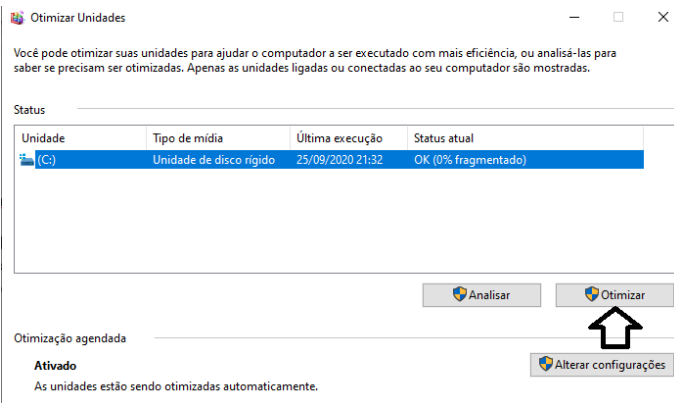 Otimizar Unidades
Você pode otimizar suas unidades para ajudar o computador a ser executado com mais eficiência, ou analisá-las para
saber se precisam ser otimizadas. Apenas as unidades ligadas ou conectadas ao seu computador são mostradas.
Status
Unidade Tipo de mídia Última execução Status atual
(C:) Unidade de disco rígido 25/09/2020 21:32 OK (0% fragmentado)
Analisar Otimizar
Otimização agendada
Ativado Alterar configurações
As unidades estão sendo otimizadas automaticamente.